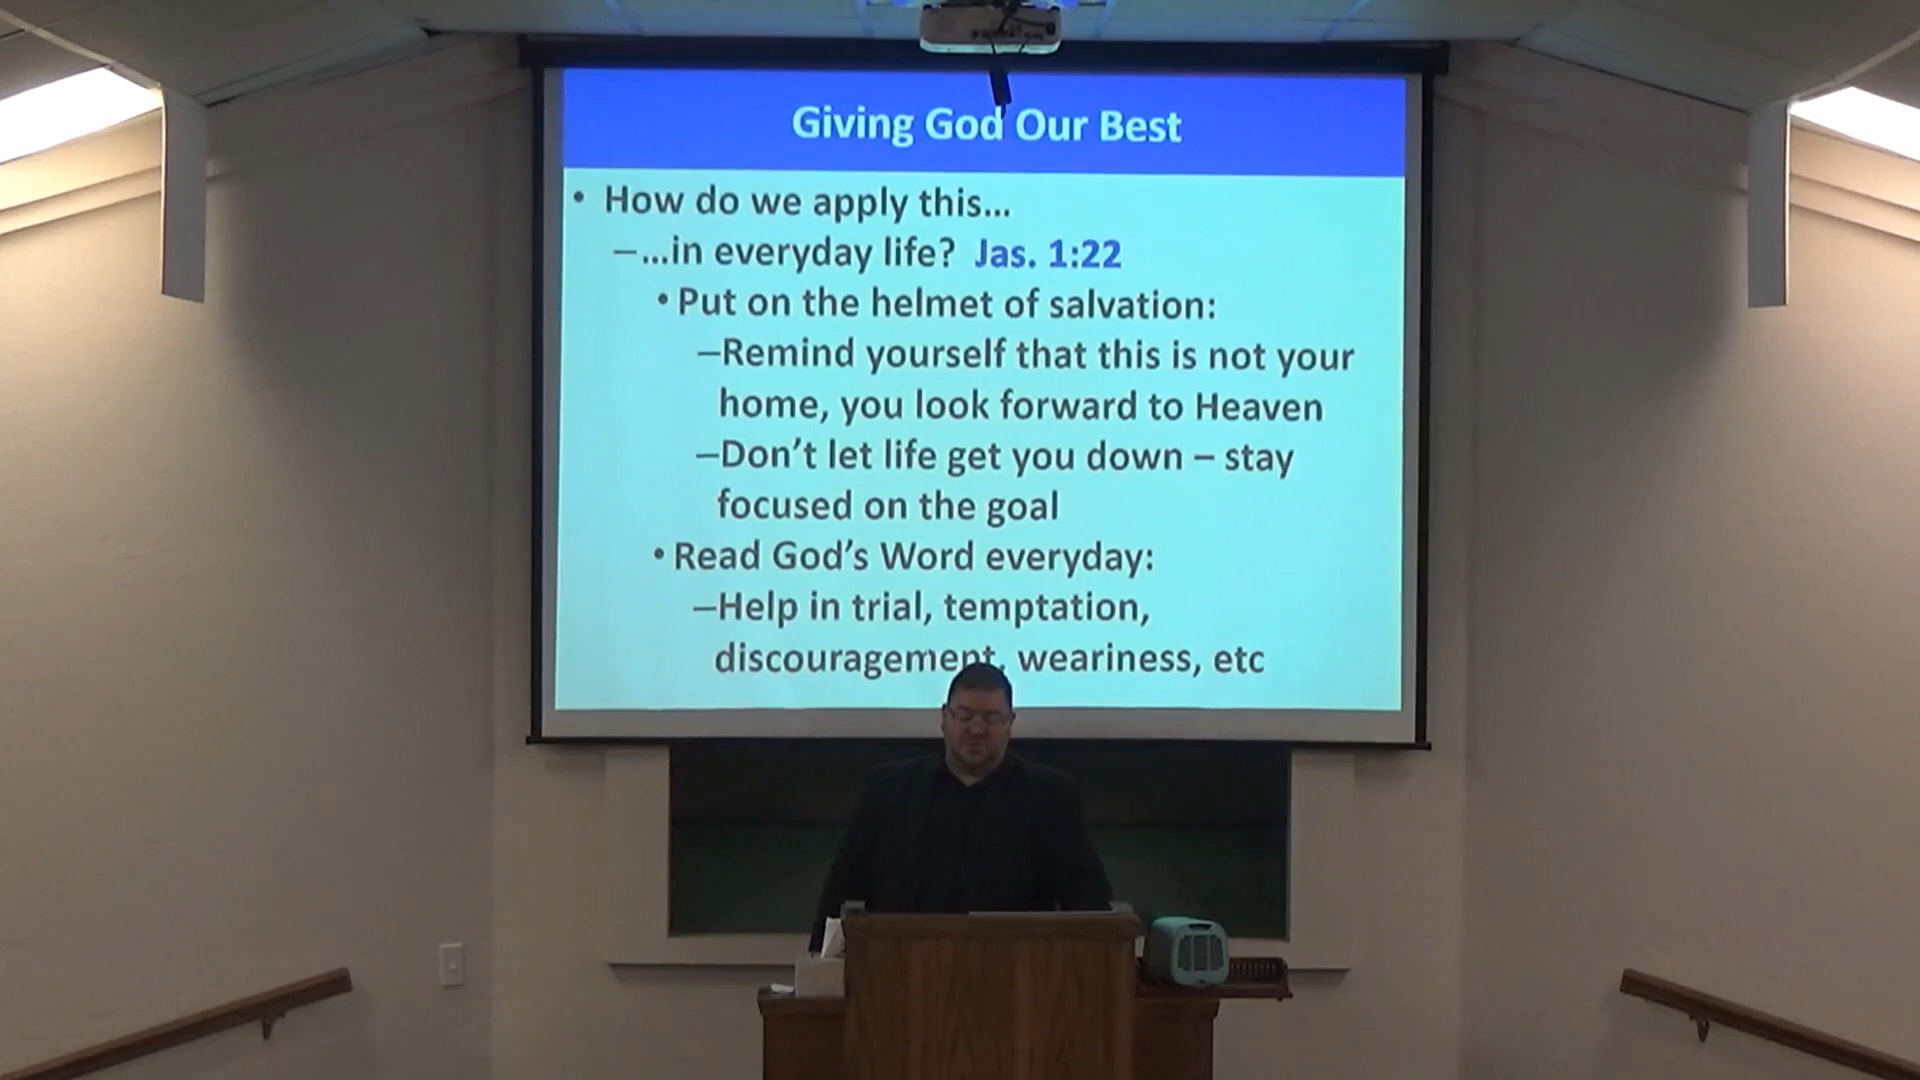 Giving God Our Best
• How do we apply this...
–...in everyday life? Jas. 1:22
• Put on the helmet of salvation:
–Remind yourself that this is not your
home, you look forward to Heaven
–Don’t let life get you down – stay
focused on the goal
• Read God’s Word everyday:
–Help in trial, temptation,
discouragement, weariness, etc